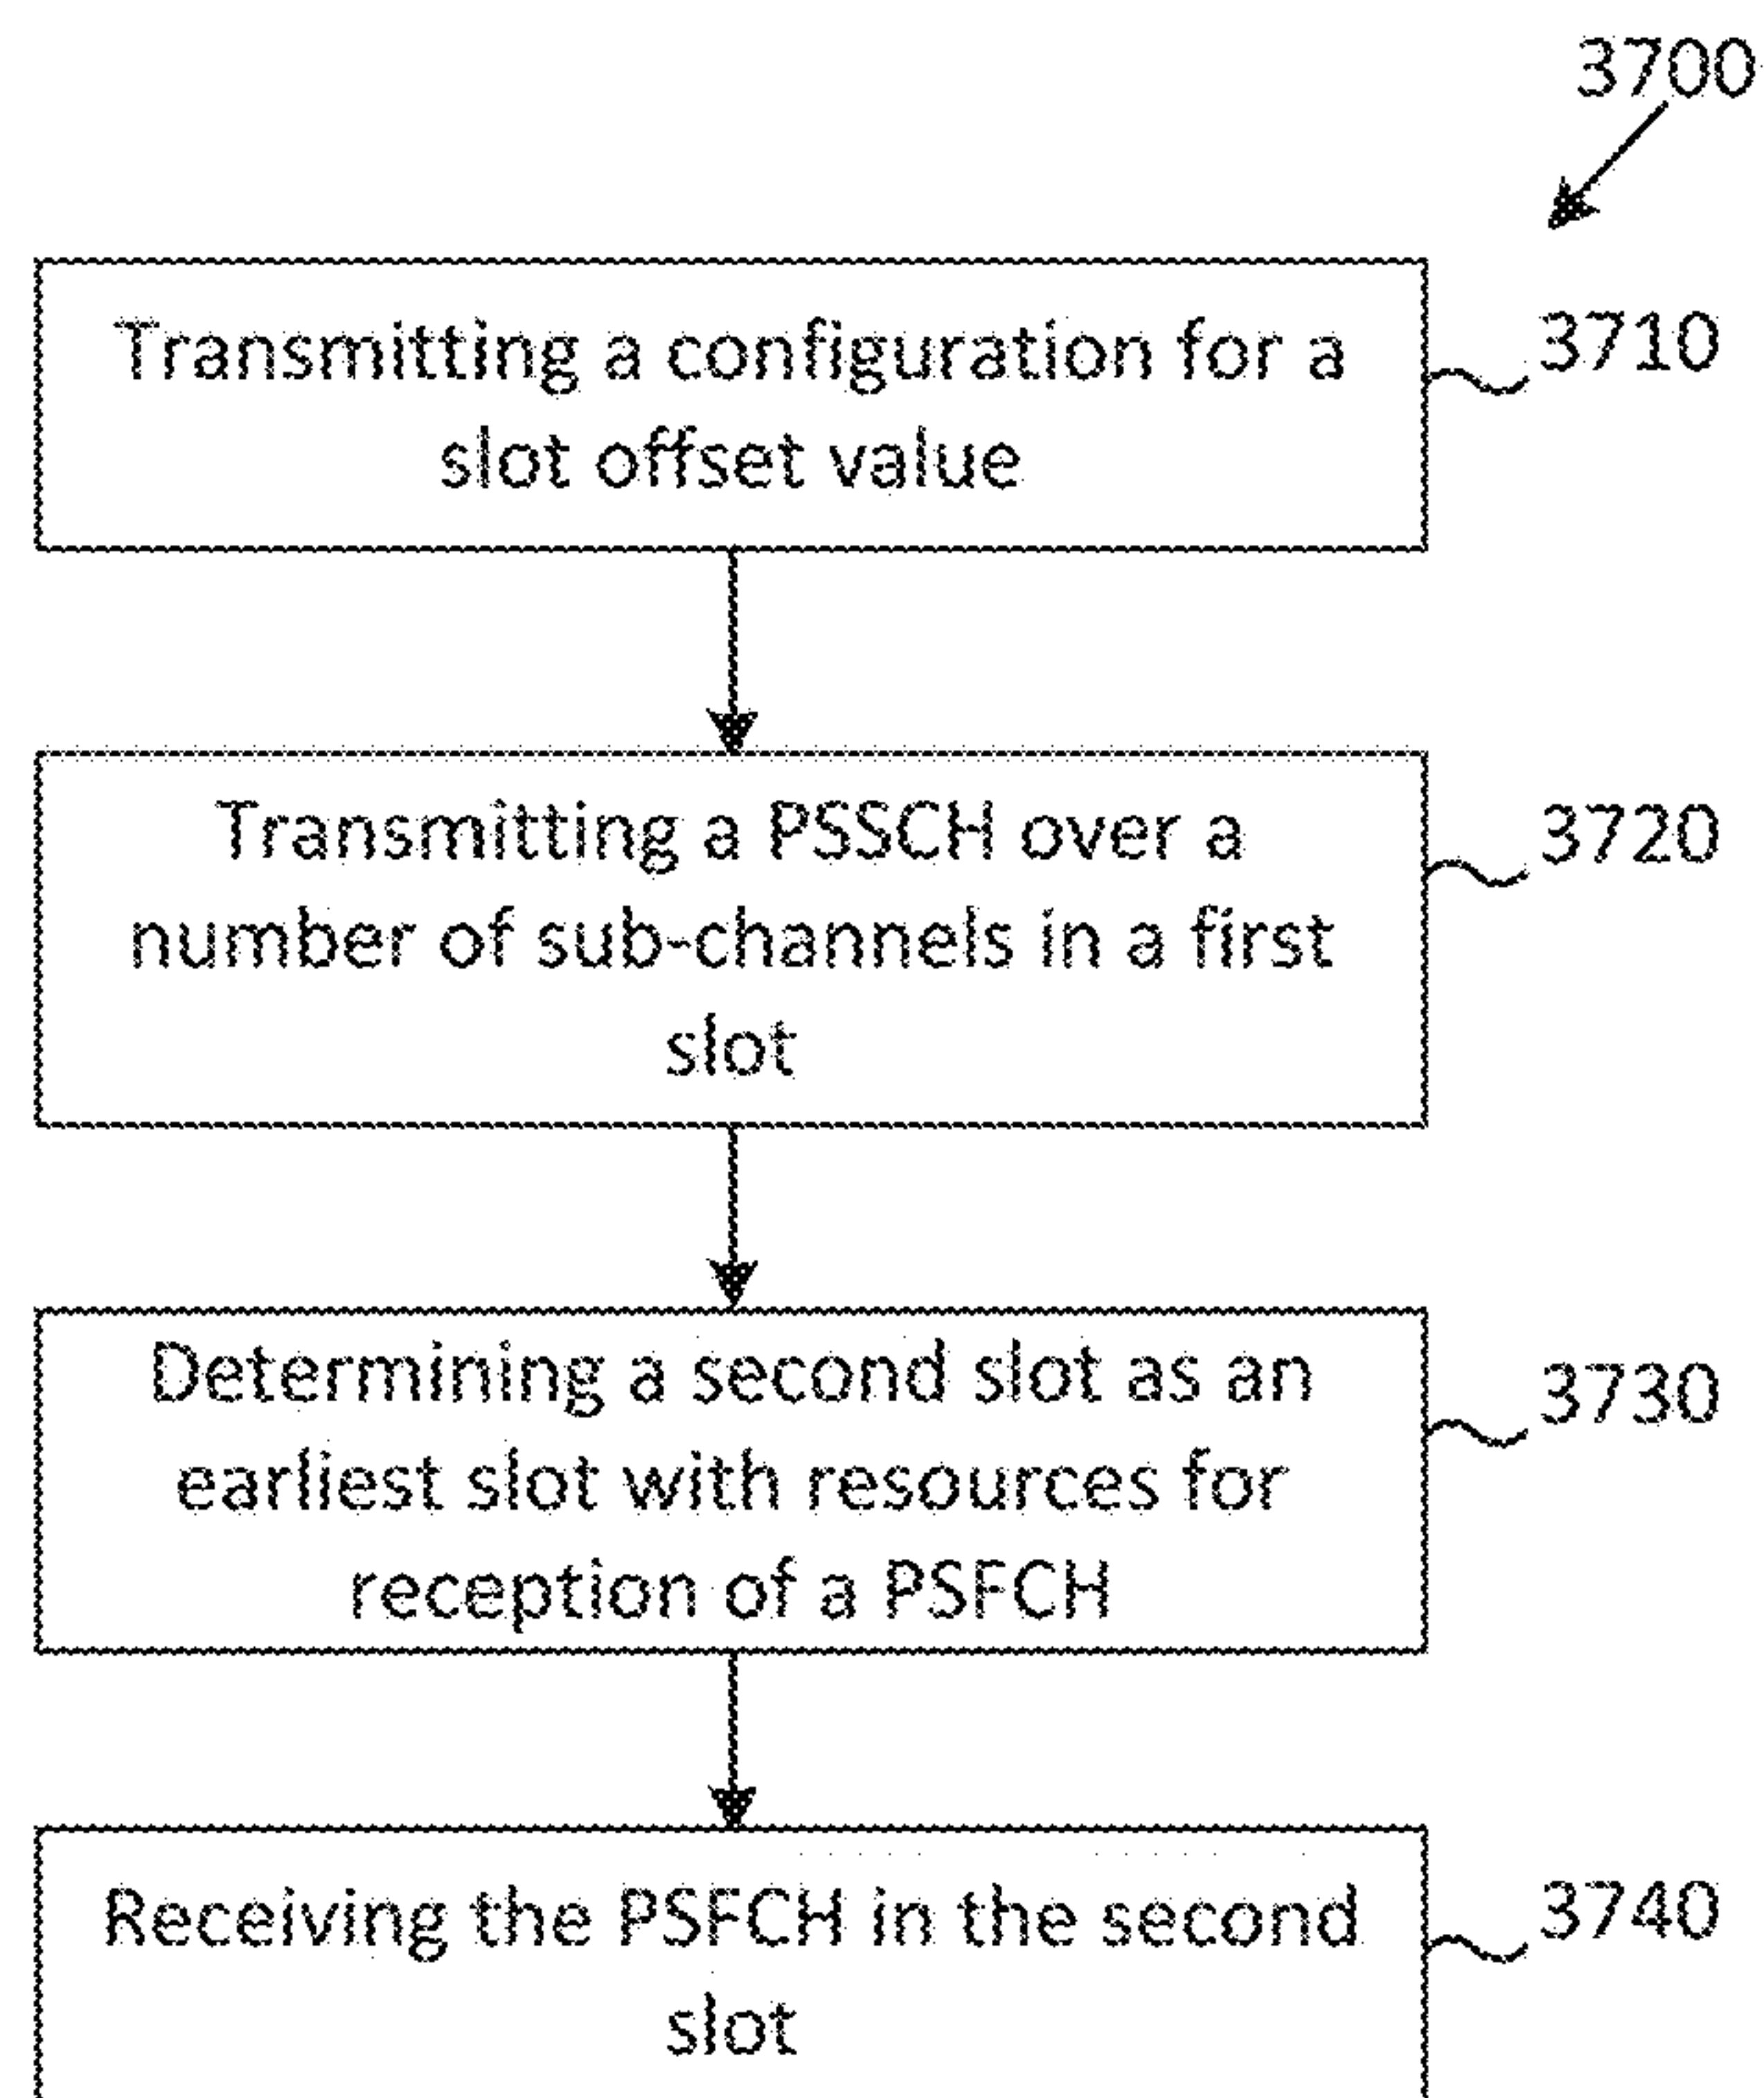 3700
Transmitting a configuration for a
slot offset value
3710
Transmitting a PSSCH over a
number of sub-channels in a first
slot
3720
Determining a second slot as an
earliest slot with resources for
reception of a PSFCH
3730
Receiving the PSFCH in the second
slot
3740